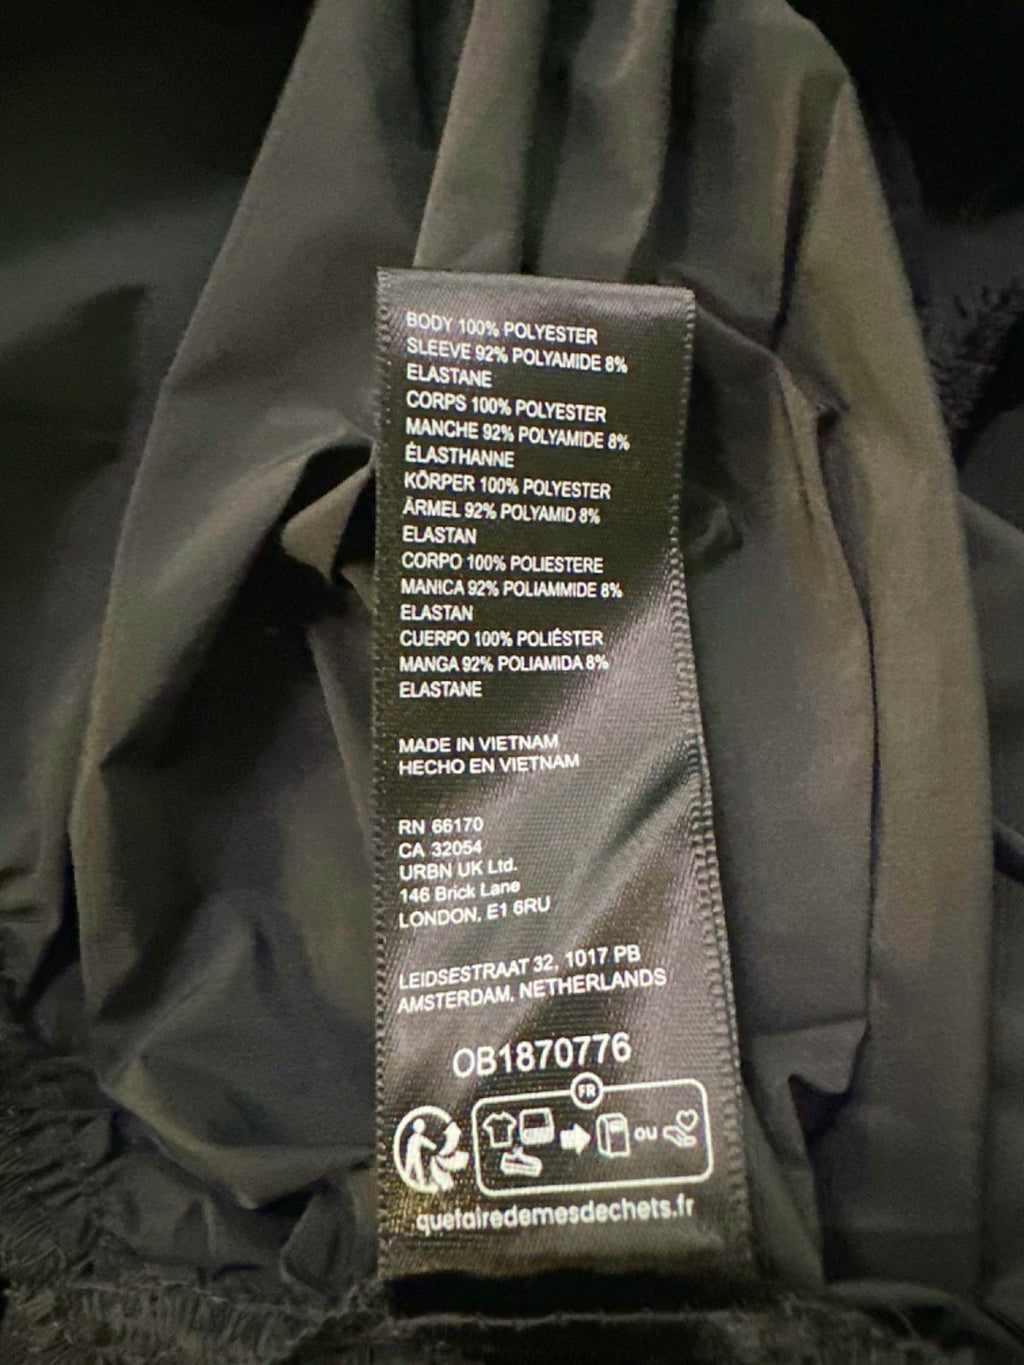 BODY 100% POLYESTER
SLEEVE 92% POLYAMIDE 8%
ELASTANE
CORPS 100% POLYESTER
MANCHE 92% POLYAMIDE 8%
ÉLASTHANNE
KÖRPER 100% POLYESTER
ÄRMEL 92% POLYAMID 8%
ELASTAN
CORPO 100% POLIESTERE
MANICA 92% POLIAMMIDE 8%
ELASTAN
CUERPO 100% POLIÉSTER
MANGA 92% POLIAMIDA 8%
ELASTANE
MADE IN VIETNAM
HECHO EN VIETNAM
RN 66170
CA 32054
URBN UK Ltd.
146 Brick Lane
LONDON, E1 6RU
LEIDSESTRAAT 32, 1017 PB
AMSTERDAM, NETHERLANDS
OB1870776
FR
ou
quefairedemesdechets.fr